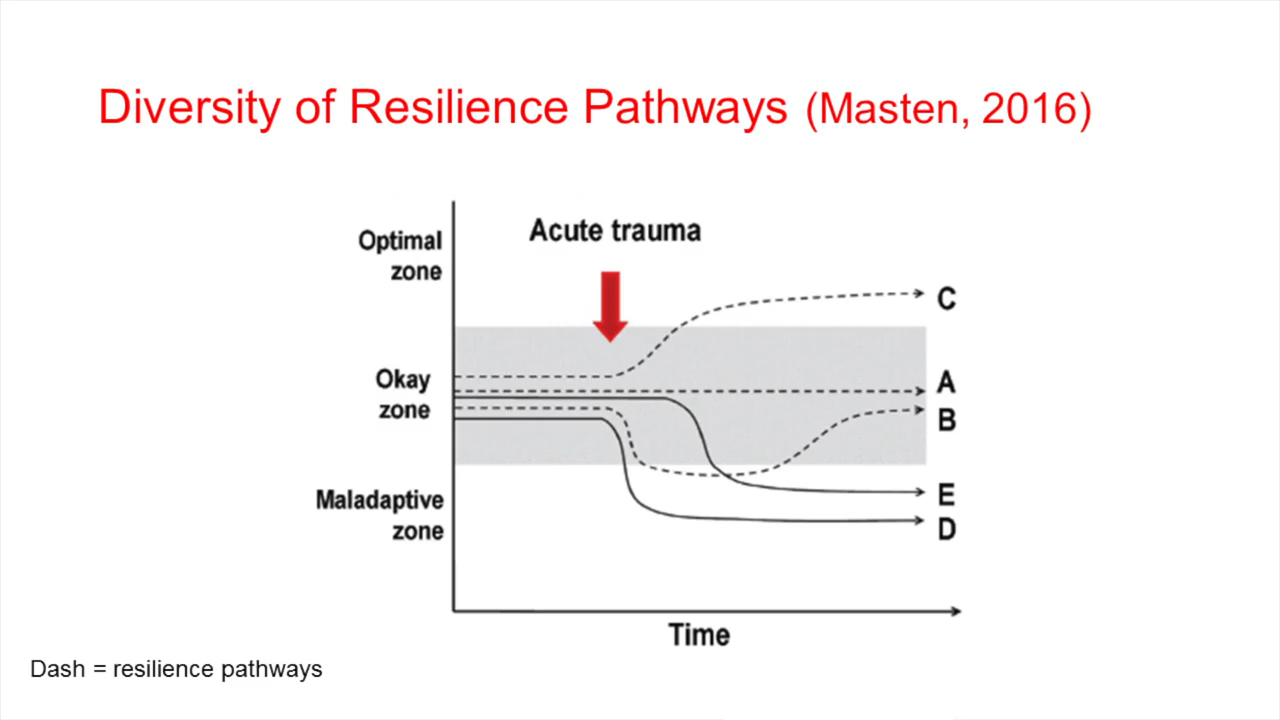 Diversity of Resilience Pathways (Masten, 2016)
Acute trauma
Optimal
zone
C
Okay
zone
A
B
Maladaptive
zone
E
D
Time
Dash = resilience pathways